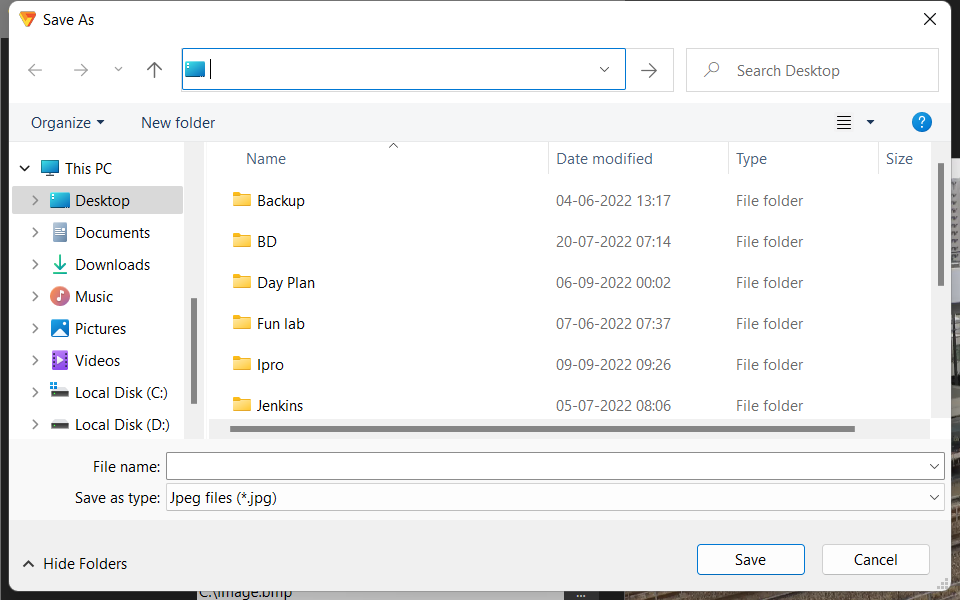 Save As
Search Desktop
Organize
New folder
?
Name
Date modified
Type
Size
This PC
Desktop
Documents
Downloads
Music
Pictures
Videos
Local Disk (C:)
Local Disk (D:)
Backup 04-06-2022 13:17 File folder
BD 20-07-2022 07:14 File folder
Day Plan 06-09-2022 00:02 File folder
Fun lab 07-06-2022 07:37 File folder
Ipro 09-09-2022 09:26 File folder
Jenkins 05-07-2022 08:06 File folder
File name:
Save as type: Jpeg files (*.jpg)
Hide Folders
Save
Cancel
C:\image.bmp
...